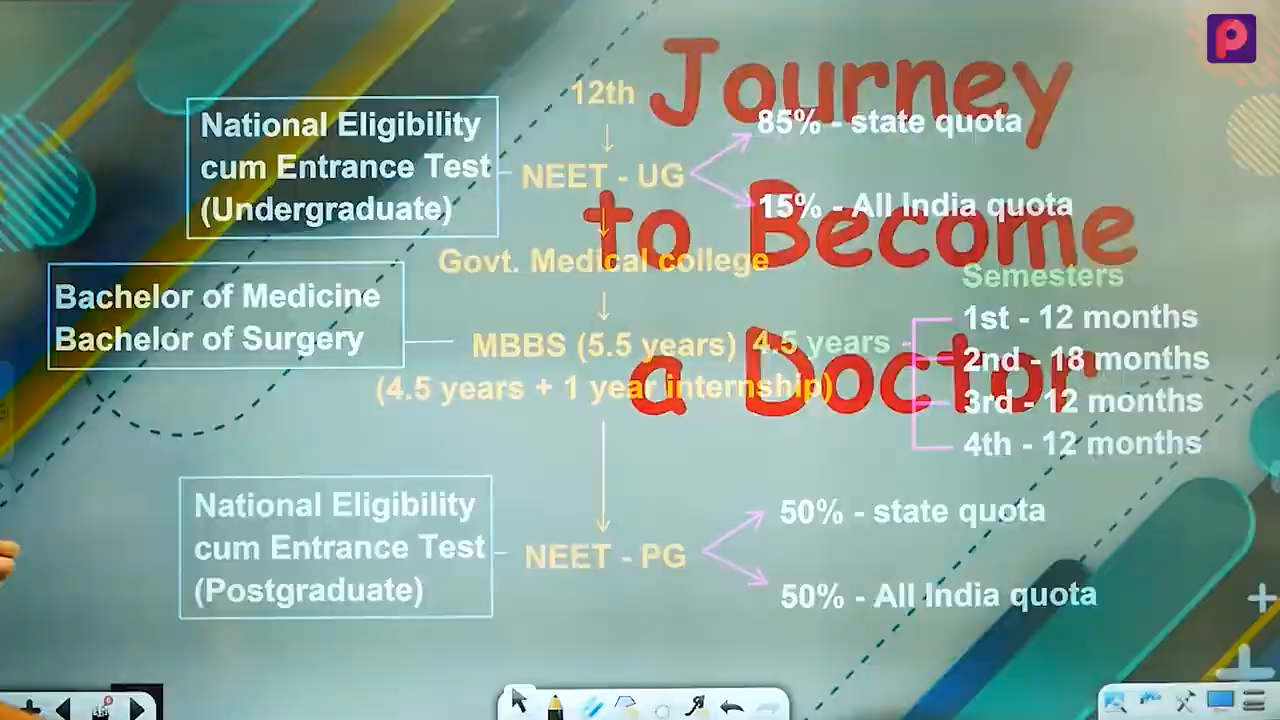 Journey
to Become
a Doctor
12th
National Eligibility
cum Entrance Test
(Undergraduate)
NEET - UG
85% - state quota
15% - All India quota
Govt. Medical college
Bachelor of Medicine
Bachelor of Surgery
MBBS (5.5 years)
(4.5 years + 1 year internship)
4.5 years
Semesters
1st - 12 months
2nd - 18 months
3rd - 12 months
4th - 12 months
National Eligibility
cum Entrance Test
(Postgraduate)
NEET - PG
50% - state quota
50% - All India quota